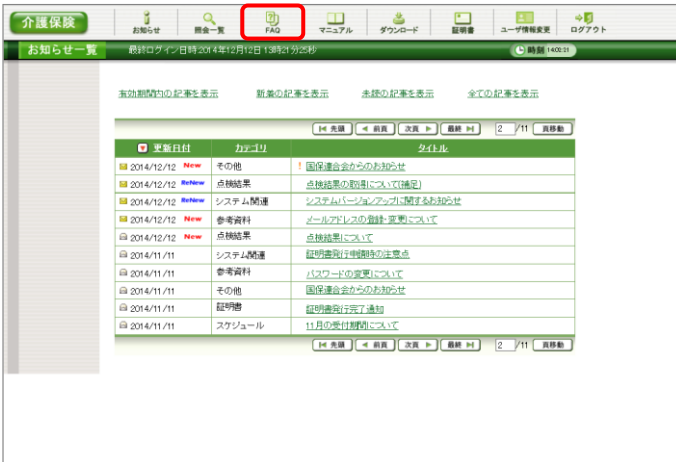 介護保険
お知らせ 照会一覧 FAQ マニュアル ダウンロード 証明書 ユーザ情報変更 ログアウト
お知らせ一覧 最終ログイン日時:2014年12月12日 13時21分25秒 時刻 14:00:31
有効期間内の記事を表示 新着の記事を表示 未読の記事を表示 全ての記事を表示
先頭 前頁 次頁 最終 2 /11 頁移動
更新日付 カテゴリ タイトル
2014/12/12 New その他 ! 国保連合会からのお知らせ
2014/12/12 ReNew 点検結果 点検結果の取得について(補足)
2014/12/12 ReNew システム関連 システムバージョンアップに関するお知らせ
2014/12/12 New 参考資料 メールアドレスの登録・変更について
2014/12/12 New 点検結果 点検結果について
2014/11/11 システム関連 証明書発行申請時の注意点
2014/11/11 参考資料 パスワードの変更について
2014/11/11 その他 国保連合会からのお知らせ
2014/11/11 証明書 証明書発行完了通知
2014/11/11 スケジュール 11月の受付期間について
先頭 前頁 次頁 最終 2 /11 頁移動